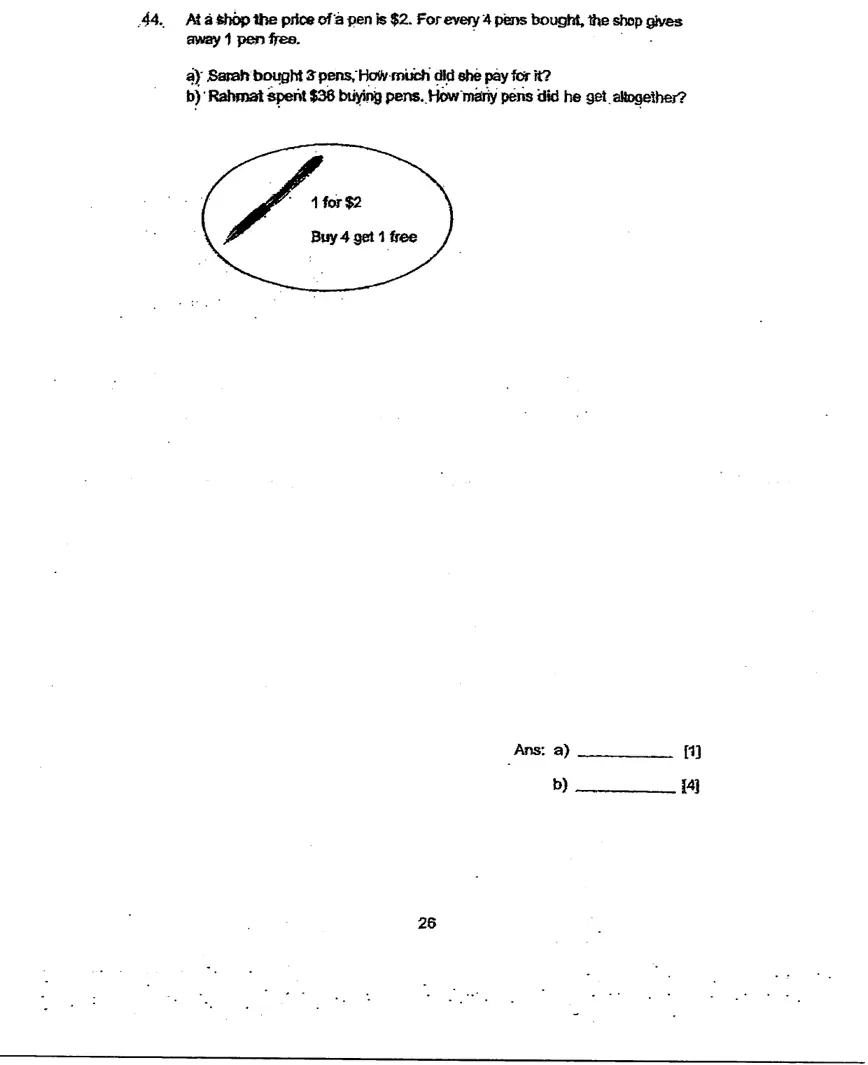 44. At a shop the price of a pen is $2. For every 4 pens bought, the shop gives
away 1 pen free.
a) Sarah bought 3 pens, How much did she pay for it?
b) Rahmat spent $36 buying pens. How many pens did he get altogether?
1 for $2
Buy 4 get 1 free
Ans: a) __________ [1]
b) __________ [4]
26